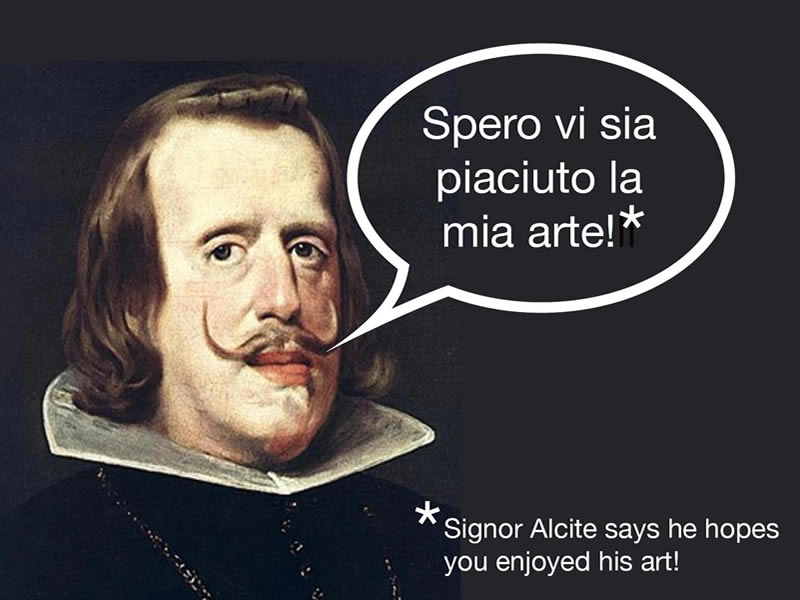 Spero vi sia
piaciuto la
mia arte!*
*Signor Alcite says he hopes
you enjoyed his art!